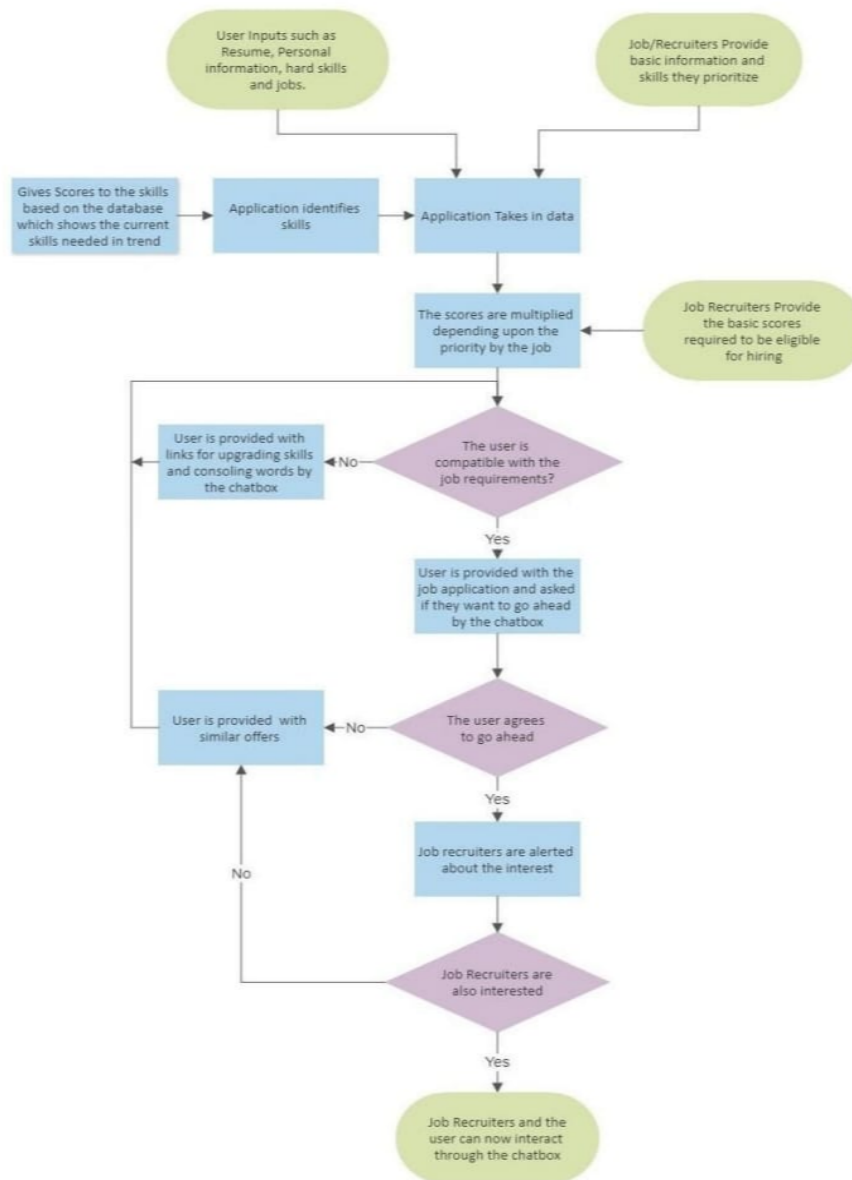 User Inputs such as
Resume, Personal
information, hard skills
and jobs.
Job/Recruiters Provide
basic information and
skills they prioritize
Gives Scores to the skills
based on the database
which shows the current
skills needed in trend
Application identifies
skills
Application Takes in data
The scores are multiplied
depending upon the
priority by the job
Job Recruiters Provide
the basic scores
required to be eligible
for hiring
User is provided with
links for upgrading skills
and consoling words by
the chatbox
No
The user is
compatible with the
job requirements?
Yes
User is provided with the
job application and asked
if they want to go ahead
by the chatbox
User is provided with
similar offers
No
The user agrees
to go ahead
Yes
Job recruiters are alerted
about the interest
No
Job Recruiters are
also interested
Yes
Job Recruiters and the
user can now interact
through the chatbox